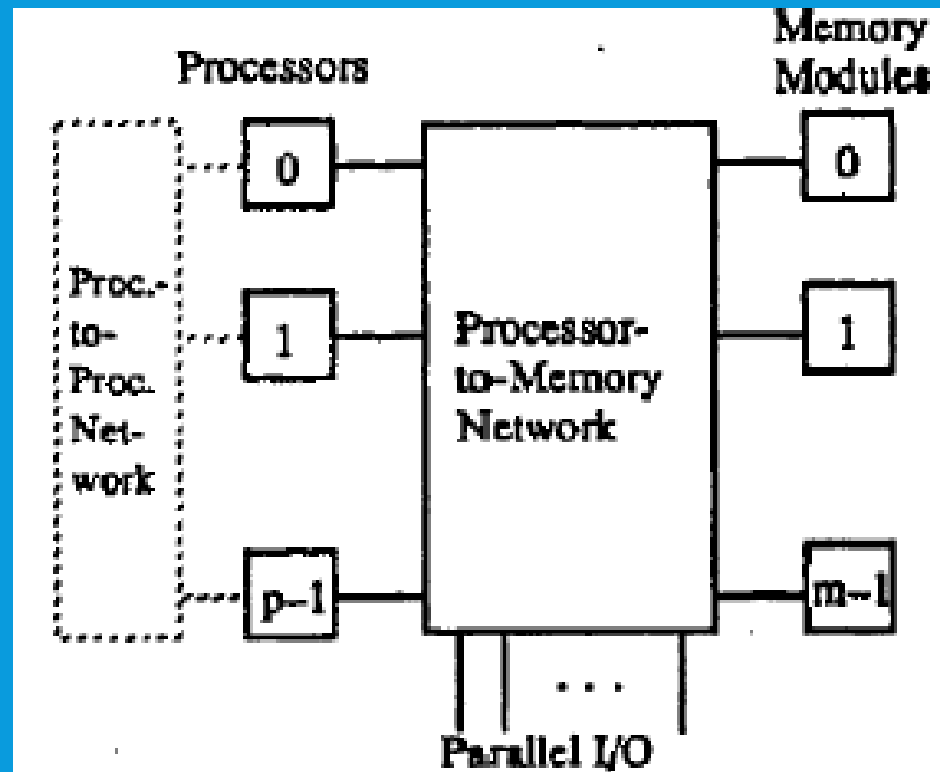 Memory
Modules
Processors
0
0
Proc.-
to-
Proc.
Net-
work
1
Processor-
to-Memory
Network
1
p-1
m-1
. . .
Parallel I/O